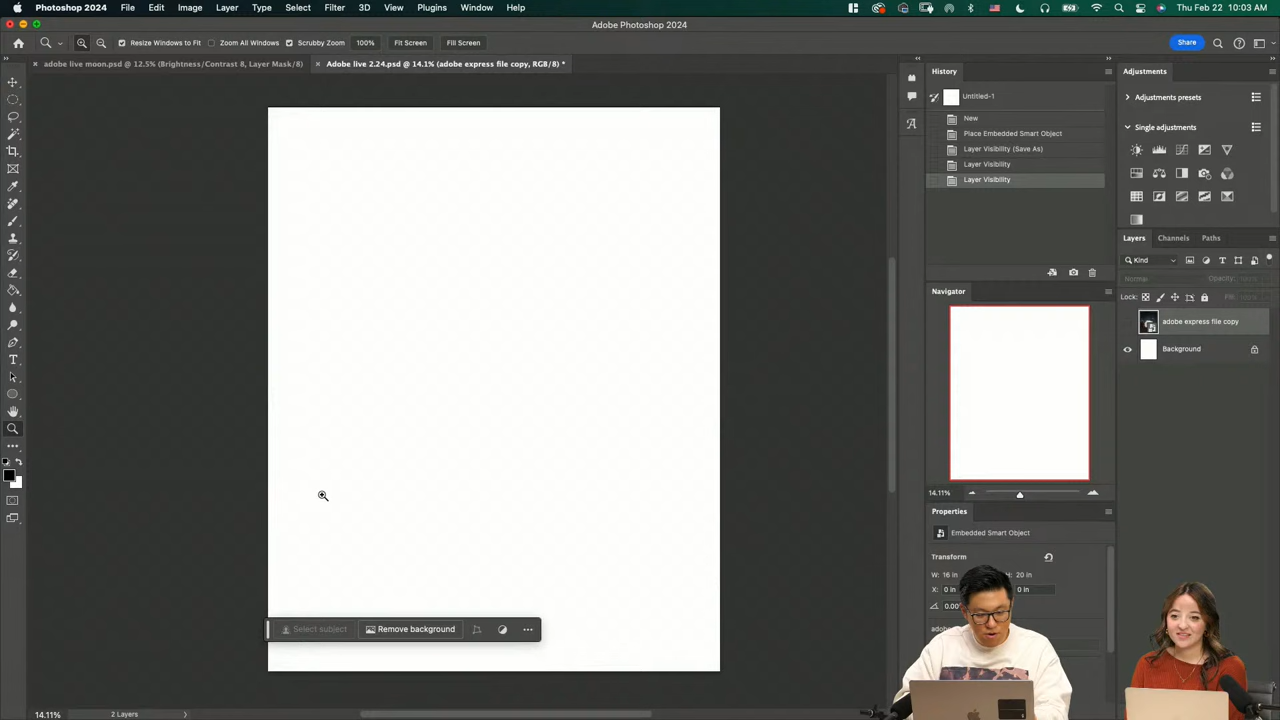 Photoshop 2024 File Edit Image Layer Type Select Filter 3D View Plugins Window Help Thu Feb 22 10:03 AM
Adobe Photoshop 2024
Resize Windows to Fit Zoom All Windows Scrubby Zoom 100% Fit Screen Fill Screen Share
adobe live moon.psd @ 12.5% (Brightness/Contrast 8, Layer Mask/8) Adobe live 2.24.psd @ 14.1% (adobe express file copy, RGB/8) *
History
Untitled-1
New
Place Embedded Smart Object
Layer Visibility (Save As)
Layer Visibility
Layer Visibility
Navigator
14.11%
Properties
Embedded Smart Object
Transform
W: 16 in H: 20 in
X: 0 in 0 in
0.00°
Adjustments
Adjustments presets
Single adjustments
Layers Channels Paths
Kind
Normal Opacity:
Lock: Fill:
adobe express file copy
Background
Select subject Remove background
14.11% 2 Layers